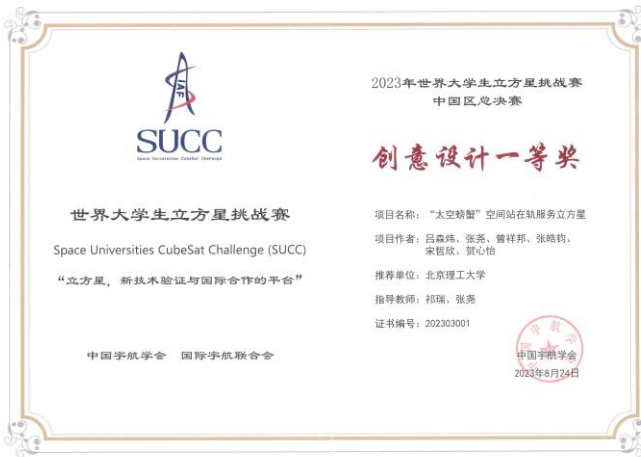 IAF
SUCC
Space Universities CubeSat Challenge
世界大学生立方星挑战赛
Space Universities CubeSat Challenge (SUCC)
“立方星，新技术验证与国际合作的平台”
中国宇航学会 国际宇航联合会
2023年世界大学生立方星挑战赛
中国区总决赛
创意设计一等奖
项目名称：“太空螃蟹”空间站在轨服务立方星
项目作者：吕森炜、张尧、曾祥邦、张皓钧、
宋哲欣、贺心怡
推荐单位：北京理工大学
指导教师：祁瑞、张尧
证书编号：202303001
中国宇航学会
中国宇航学会
2023年8月24日